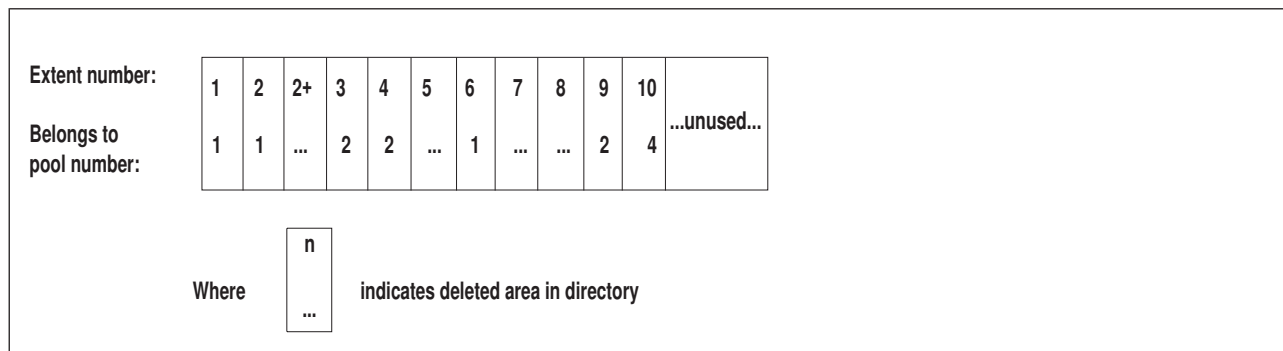 Extent number: 1 2 2+ 3 4 5 6 7 8 9 10
...unused...
Belongs to
pool number: 1 1 ... 2 2 ... 1 ... ... 2 4
n
Where ... indicates deleted area in directory